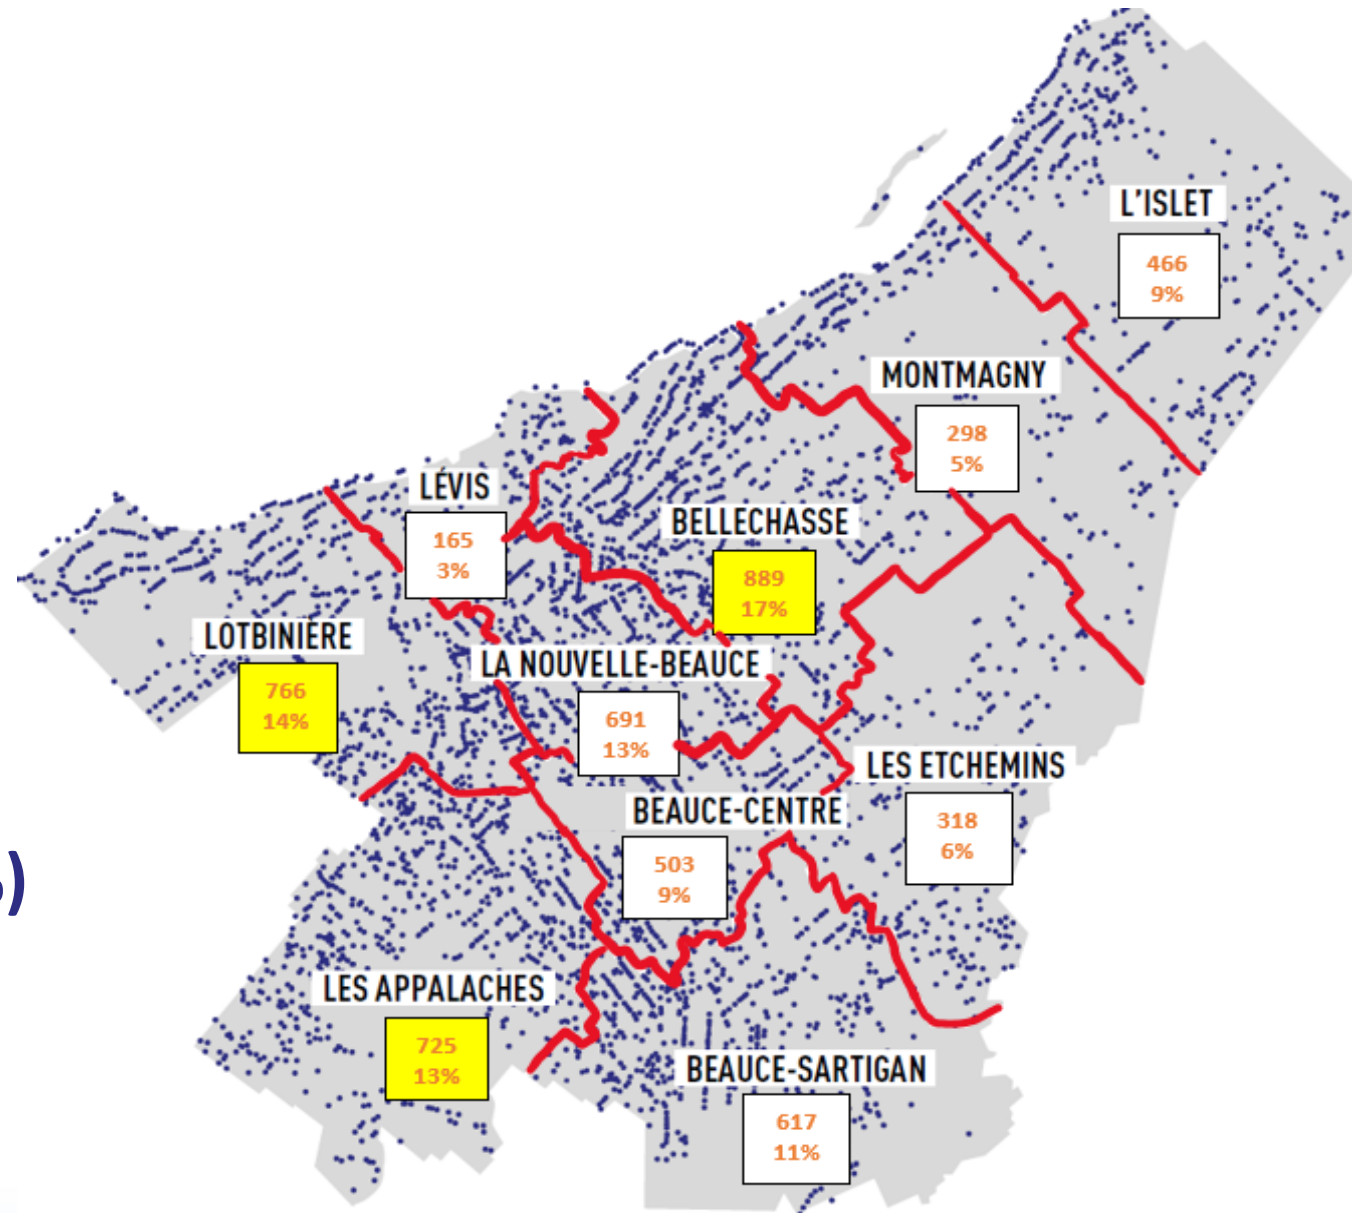 L'ISLET
466
9%
MONTMAGNY
298
5%
LÉVIS
165
3%
BELLECHASSE
889
17%
LOTBINIÈRE
766
14%
LA NOUVELLE-BEAUCE
691
13%
LES ETCHEMINS
318
6%
BEAUCE-CENTRE
503
9%
)
LES APPALACHES
725
13%
BEAUCE-SARTIGAN
617
11%